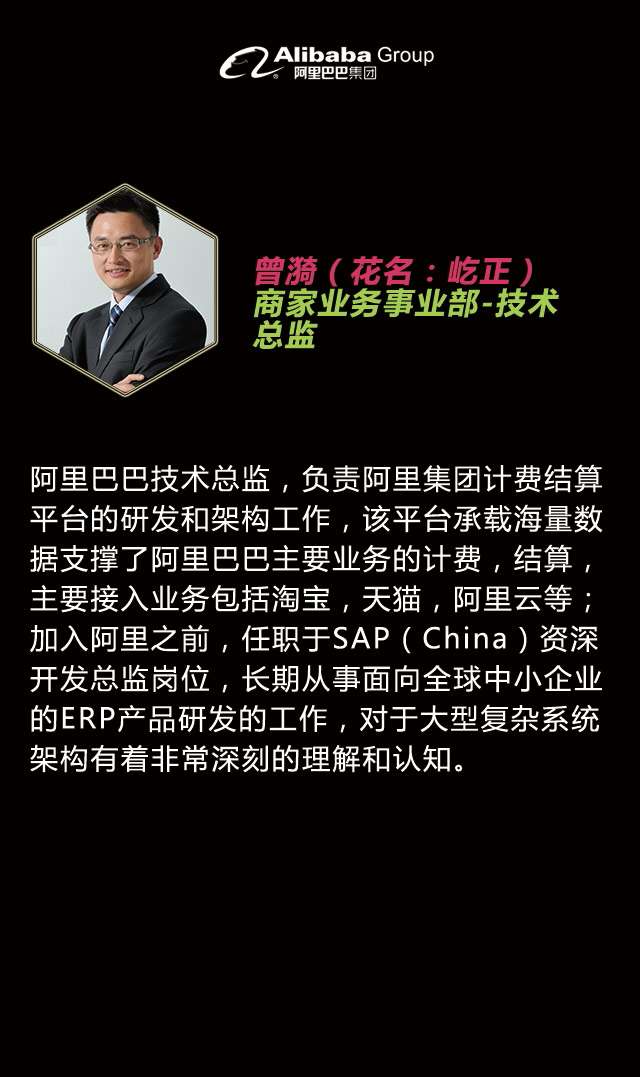 Alibaba Group
阿里巴巴集团
曾漪（花名：屹正）
商家业务事业部-技术
总监
阿里巴巴技术总监，负责阿里集团计费结算
平台的研发和架构工作，该平台承载海量数
据支撑了阿里巴巴主要业务的计费，结算，
主要接入业务包括淘宝，天猫，阿里云等；
加入阿里之前，任职于SAP（China）资深
开发总监岗位，长期从事面向全球中小企业
的ERP产品研发的工作，对于大型复杂系统
架构有着非常深刻的理解和认知。